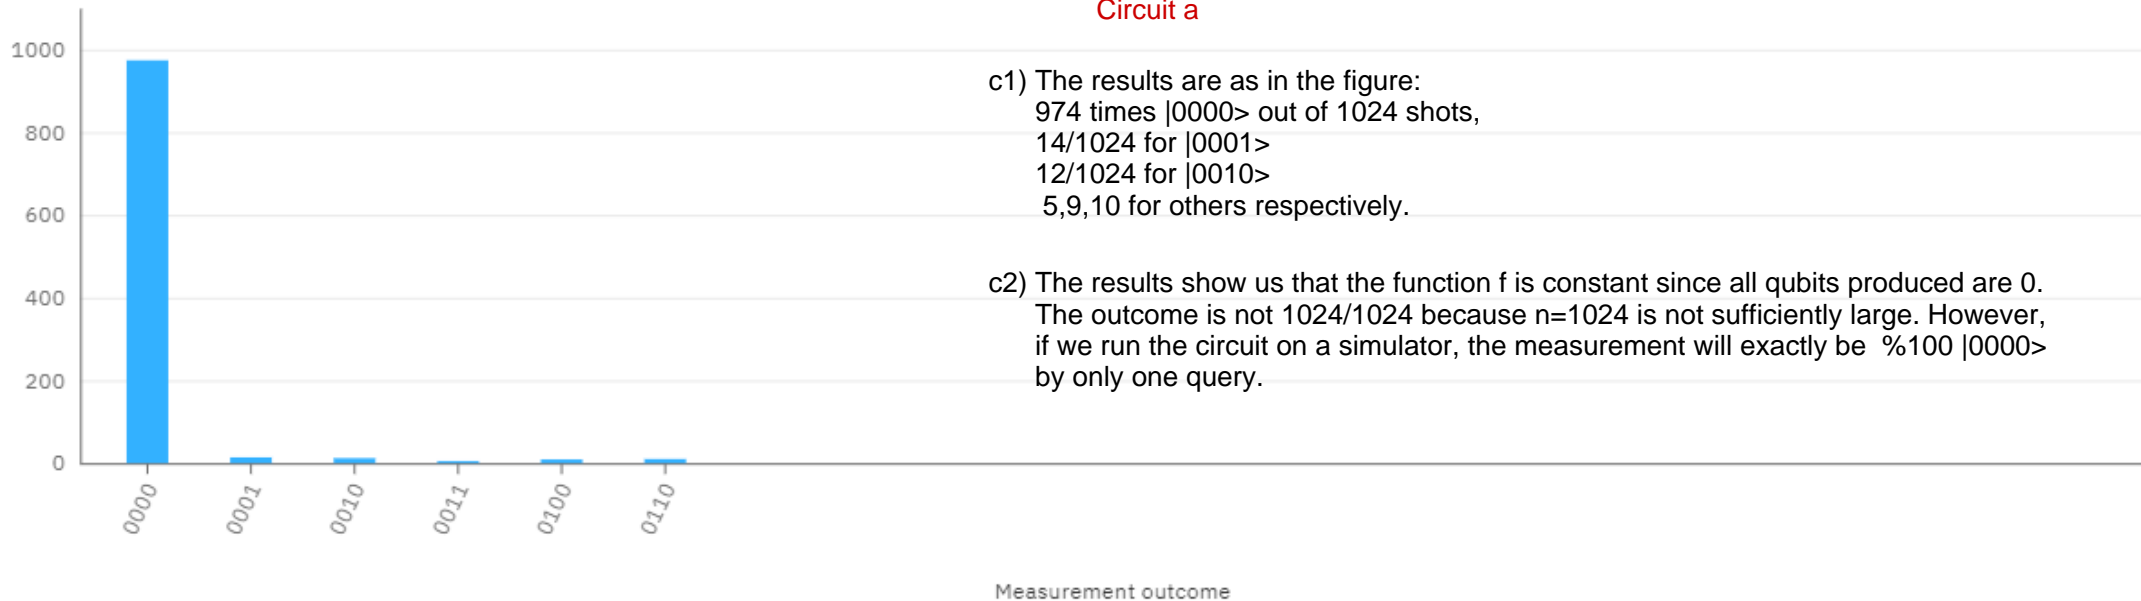 Circuit a
1000
800
600
400
200
0
c1) The results are as in the figure:
974 times |0000> out of 1024 shots,
14/1024 for |0001>
12/1024 for |0010>
5,9,10 for others respectively.
c2) The results show us that the function f is constant since all qubits produced are 0.
The outcome is not 1024/1024 because n=1024 is not sufficiently large. However,
if we run the circuit on a simulator, the measurement will exactly be %100 |0000>
by only one query.
0000
0001
0010
0011
0100
0110
Measurement outcome